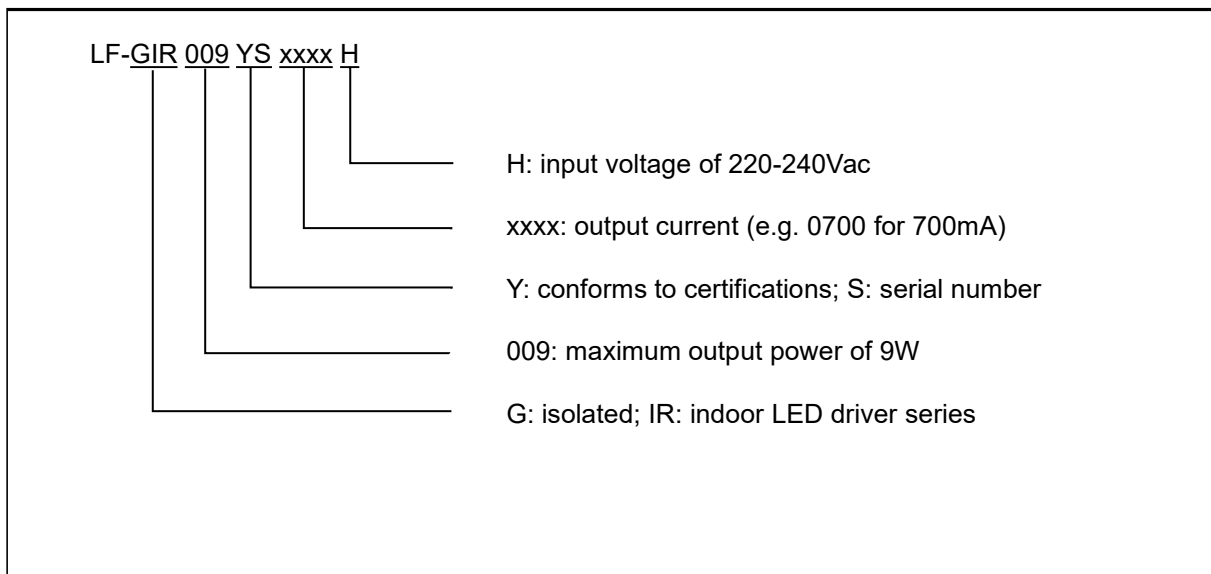 LF-GIR 009 YS xxxx H
H: input voltage of 220-240Vac
xxxx: output current (e.g. 0700 for 700mA)
Y: conforms to certifications; S: serial number
009: maximum output power of 9W
G: isolated; IR: indoor LED driver series